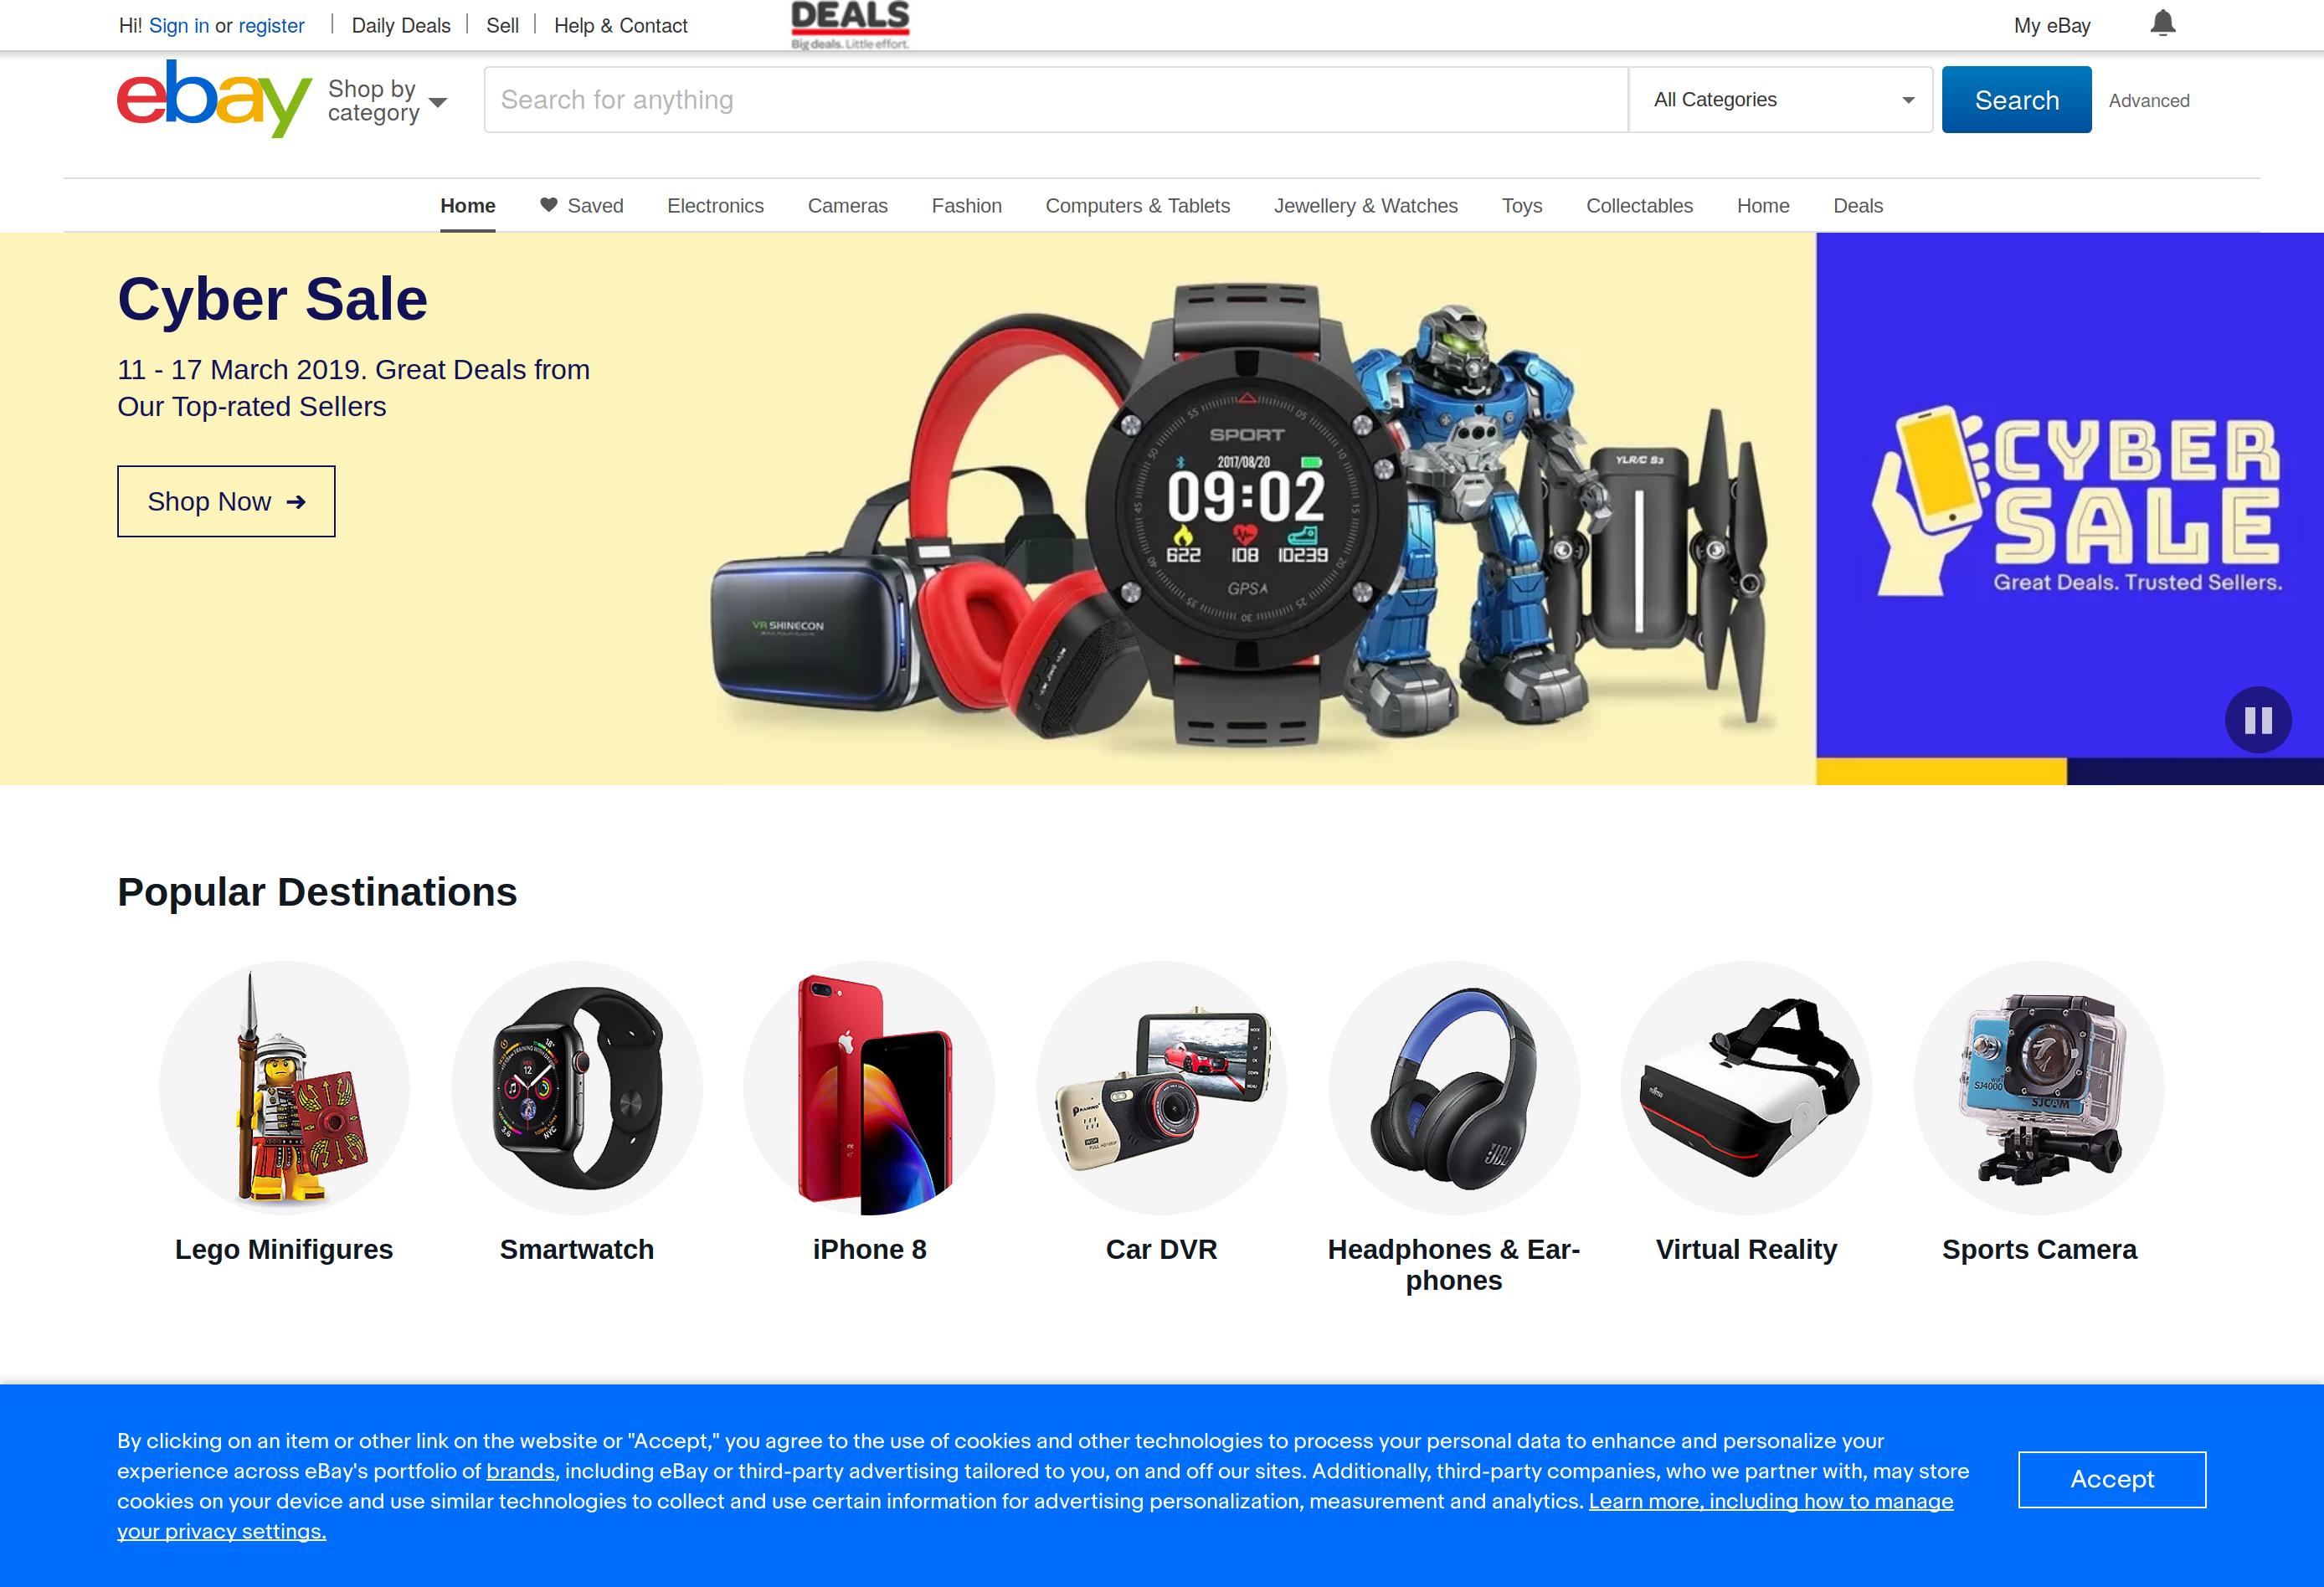 Hi! Sign in or register
Daily Deals
Sell
Help & Contact
DEALS
Big deals. Little effort.
My eBay
ebay
Shop by
category
Search for anything
All Categories
Search
Advanced
Home
Saved
Electronics
Cameras
Fashion
Computers & Tablets
Jewellery & Watches
Toys
Collectables
Home
Deals
Cyber Sale
11 - 17 March 2019. Great Deals from
Our Top-rated Sellers
Shop Now
VR SHINECON
SPORT
2017/08/20
09:02
622 108 10239
GPS
CYBER
SALE
Great Deals. Trusted Sellers.
Popular Destinations
JBL
SJ4000
SJCAM
Lego Minifigures
Smartwatch
iPhone 8
Car DVR
Headphones & Ear-
phones
Virtual Reality
Sports Camera
By clicking on an item or other link on the website or "Accept," you agree to the use of cookies and other technologies to process your personal data to enhance and personalize your
experience across eBay's portfolio of brands, including eBay or third-party advertising tailored to you, on and off our sites. Additionally, third-party companies, who we partner with, may store
cookies on your device and use similar technologies to collect and use certain information for advertising personalization, measurement and analytics. Learn more, including how to manage
your privacy settings.
Accept